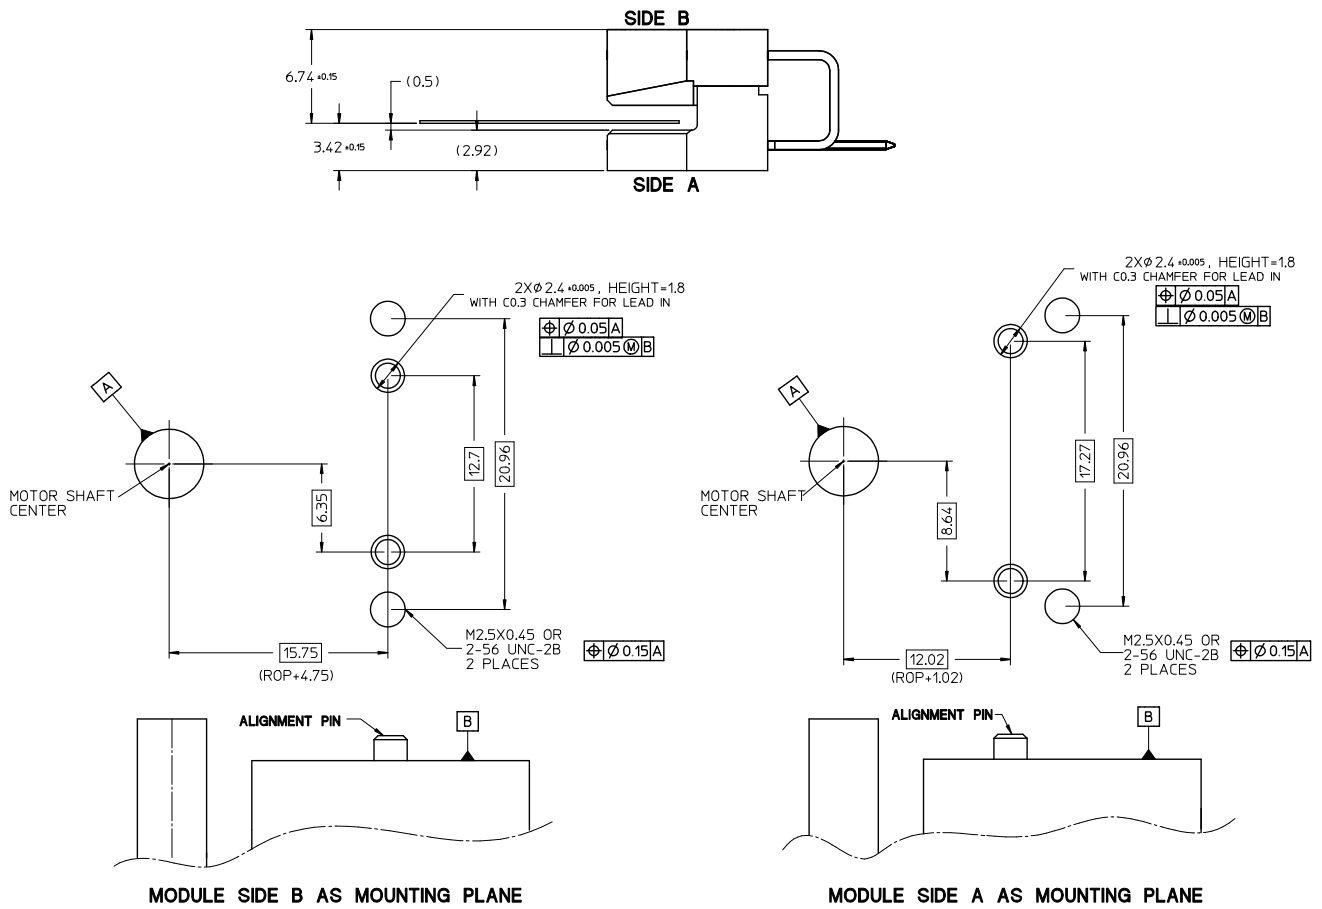 SIDE B
6.74 ±0.15
(0.5)
3.42 ±0.15
(2.92)
SIDE A
2X⌀2.4 ±0.005, HEIGHT=1.8
WITH C0.3 CHAMFER FOR LEAD IN
⌖ ⌀0.05 A
⊥ ⌀0.005 Ⓜ B
A
MOTOR SHAFT
CENTER
6.35
12.7
20.96
15.75
(ROP+4.75)
M2.5X0.45 OR
2-56 UNC-2B
2 PLACES
⌖ ⌀0.15 A
ALIGNMENT PIN
B
MODULE SIDE B AS MOUNTING PLANE
2X⌀2.4 ±0.005, HEIGHT=1.8
WITH C0.3 CHAMFER FOR LEAD IN
⌖ ⌀0.05 A
⊥ ⌀0.005 Ⓜ B
A
MOTOR SHAFT
CENTER
8.64
17.27
20.96
12.02
(ROP+1.02)
M2.5X0.45 OR
2-56 UNC-2B
2 PLACES
⌖ ⌀0.15 A
ALIGNMENT PIN
B
MODULE SIDE A AS MOUNTING PLANE